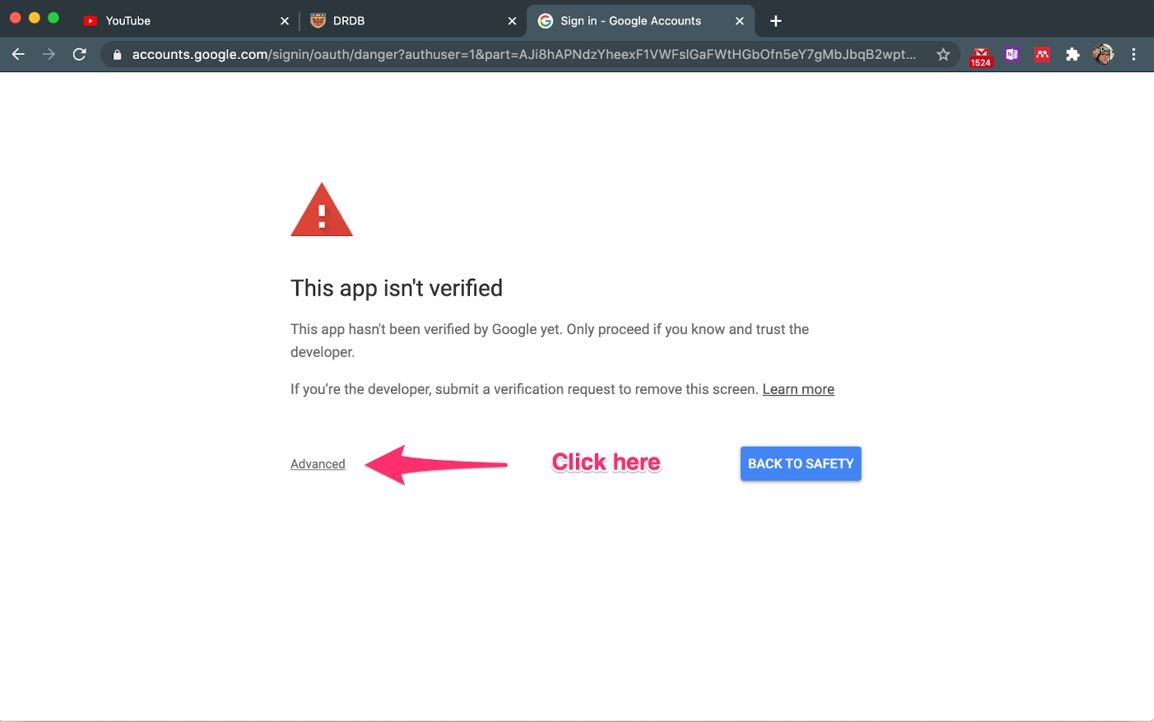 YouTube
DRDB
Sign in - Google Accounts
accounts.google.com/signin/oauth/danger?authuser=1&part=AJi8hAPNdzYheexF1VWFslGaFWtHGbOfn5eY7gMbJbqB2wpt...
1524
This app isn't verified
This app hasn't been verified by Google yet. Only proceed if you know and trust the
developer.
If you're the developer, submit a verification request to remove this screen. Learn more
Advanced
Click here
BACK TO SAFETY